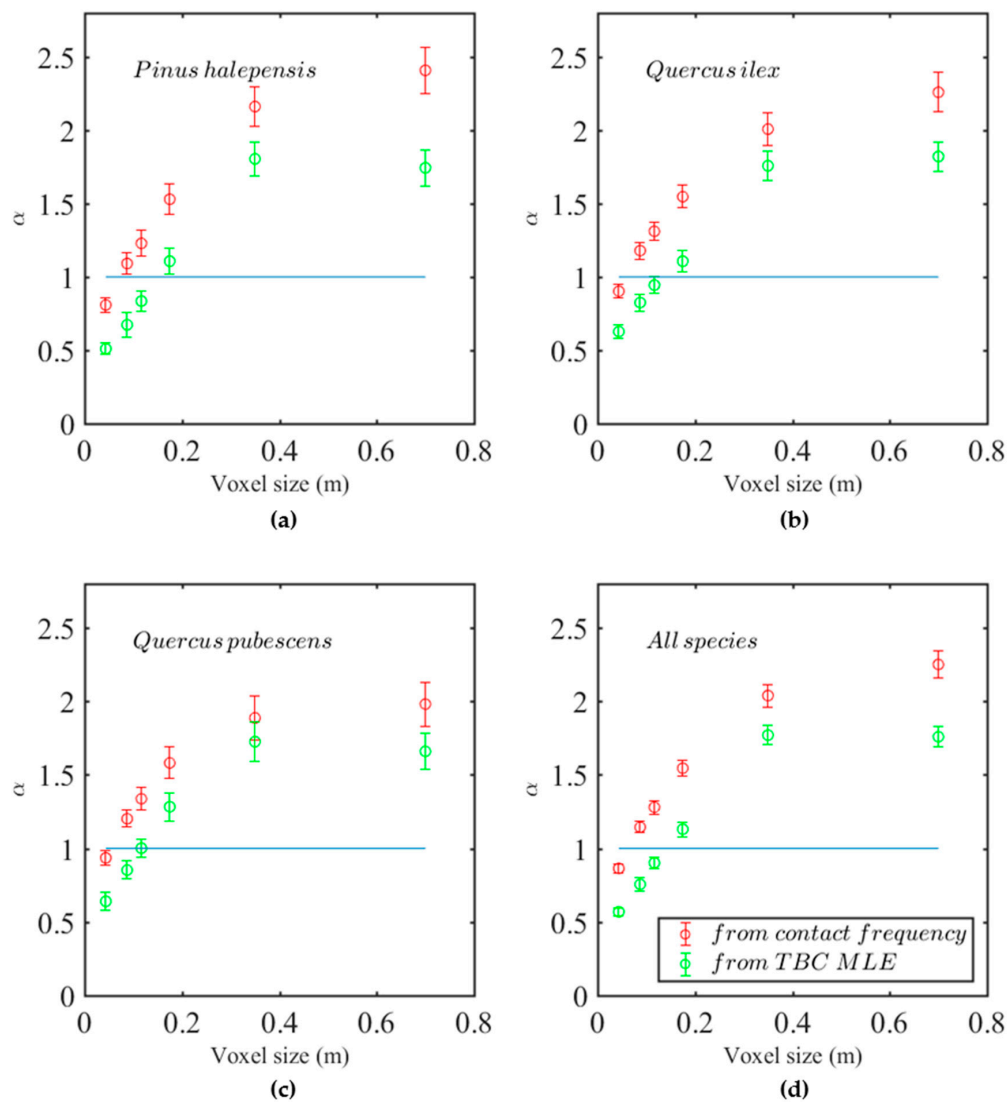 2.5
2
1.5
1
0.5
0
α
Pinus halepensis
0
0.2
0.4
0.6
0.8
Voxel size (m)
(a)
2.5
2
1.5
1
0.5
0
α
Quercus ilex
0
0.2
0.4
0.6
0.8
Voxel size (m)
(b)
2.5
2
1.5
1
0.5
0
α
Quercus pubescens
0
0.2
0.4
0.6
0.8
Voxel size (m)
(c)
2.5
2
1.5
1
0.5
0
α
All species
from contact frequency
from TBC MLE
0
0.2
0.4
0.6
0.8
Voxel size (m)
(d)